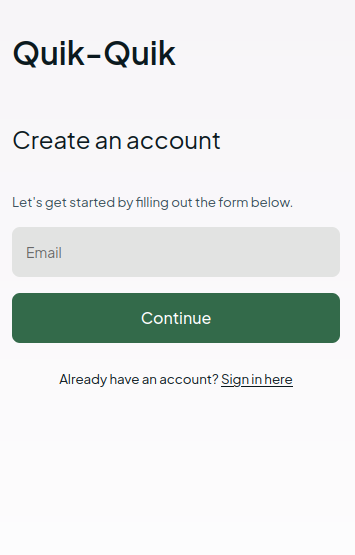 Quik-Quik
Create an account
Let's get started by filling out the form below.
Email
Continue
Already have an account? Sign in here